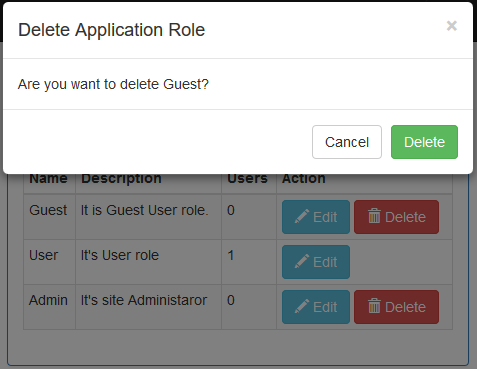 Delete Application Role ×
Are you want to delete Guest?
Cancel Delete
Name Description Users Action
Guest It is Guest User role. 0 Edit Delete
User It's User role 1 Edit
Admin It's site Administaror 0 Edit Delete